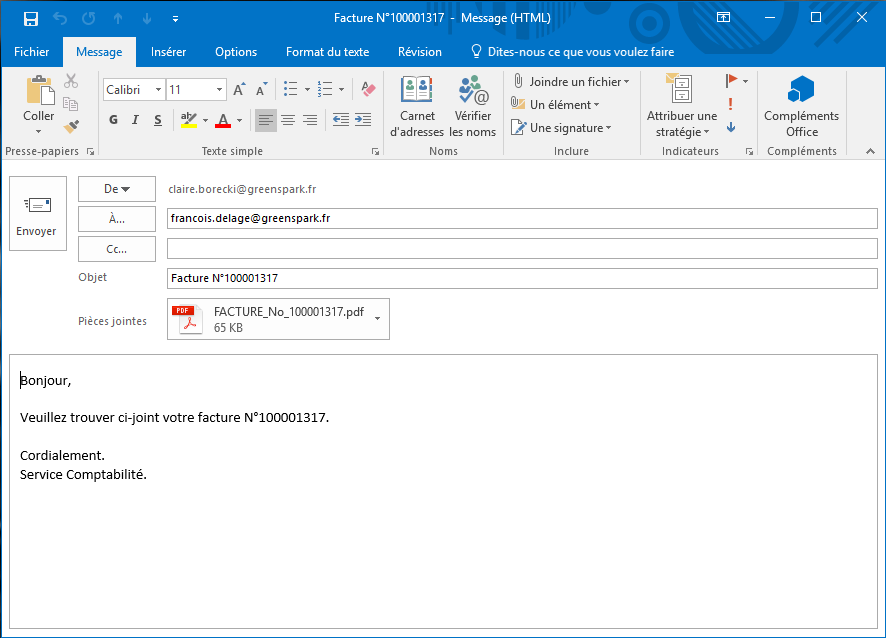 Facture N°100001317 - Message (HTML)
Fichier Message Insérer Options Format du texte Révision Dites-nous ce que vous voulez faire
Coller
Presse-papiers
Calibri 11
G I S ab A
Texte simple
Carnet d'adresses
Vérifier les noms
Noms
Joindre un fichier
Un élément
Une signature
Inclure
Attribuer une stratégie
Indicateurs
Compléments Office
Compléments
Envoyer
De claire.borecki@greenspark.fr
À... francois.delage@greenspark.fr
Cc...
Objet Facture N°100001317
Pièces jointes
PDF
FACTURE_No_100001317.pdf
65 KB
Bonjour,
Veuillez trouver ci-joint votre facture N°100001317.
Cordialement.
Service Comptabilité.